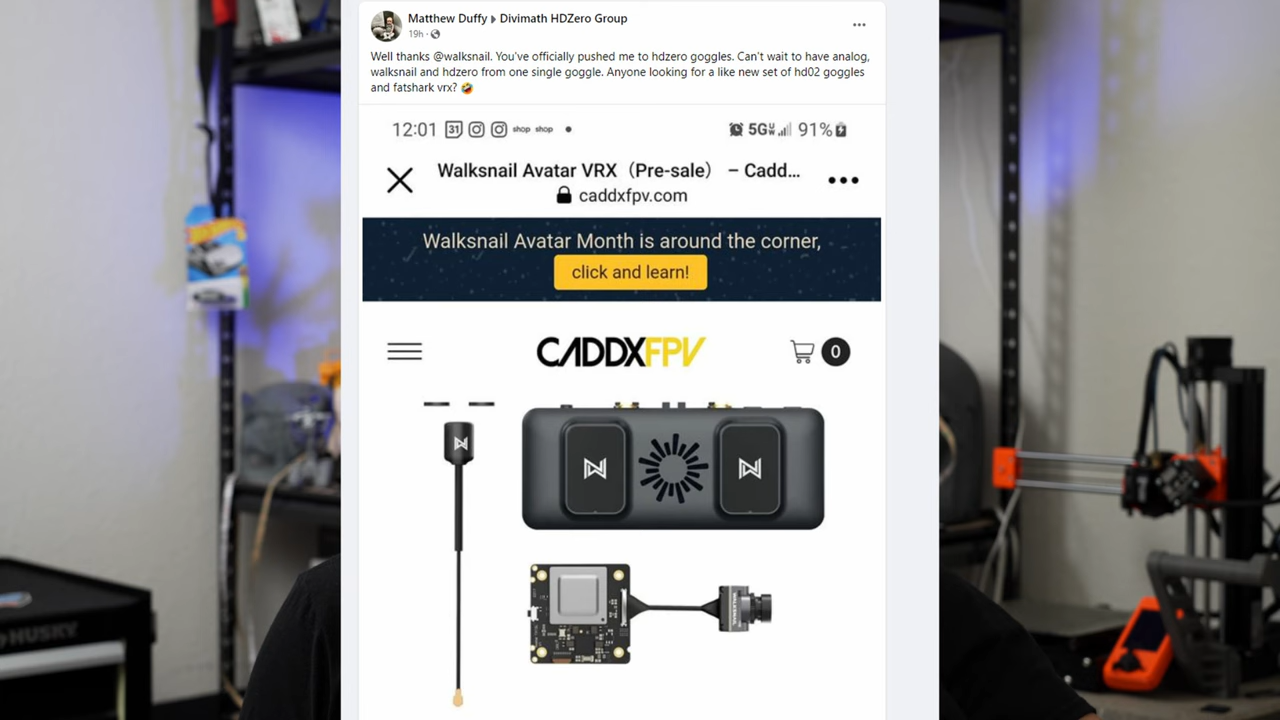 Matthew Duffy ▸ Divimath HDZero Group
19h ·
Well thanks @walksnail. You've officially pushed me to hdzero goggles. Can't wait to have analog,
walksnail and hdzero from one single goggle. Anyone looking for a like new set of hd02 goggles
and fatshark vrx? 🤣
12:01 31 shop shop • 5G UW 91%
Walksnail Avatar VRX（Pre-sale） – Cadd...
caddxfpv.com
Walksnail Avatar Month is around the corner,
click and learn!
CADDXFPV
0
WALKSNAIL
HUSKY